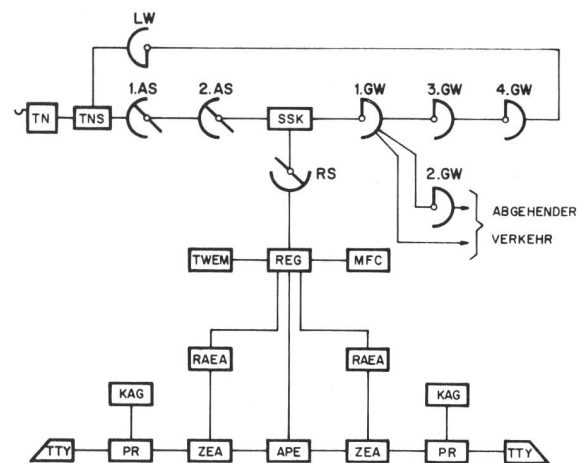 LW
1.AS
2.AS
1.GW
3.GW
4.GW
TN
TNS
SSK
RS
2.GW
ABGEHENDER
VERKEHR
TWEM
REG
MFC
RAEA
RAEA
KAG
KAG
TTY
PR
ZEA
APE
ZEA
PR
TTY